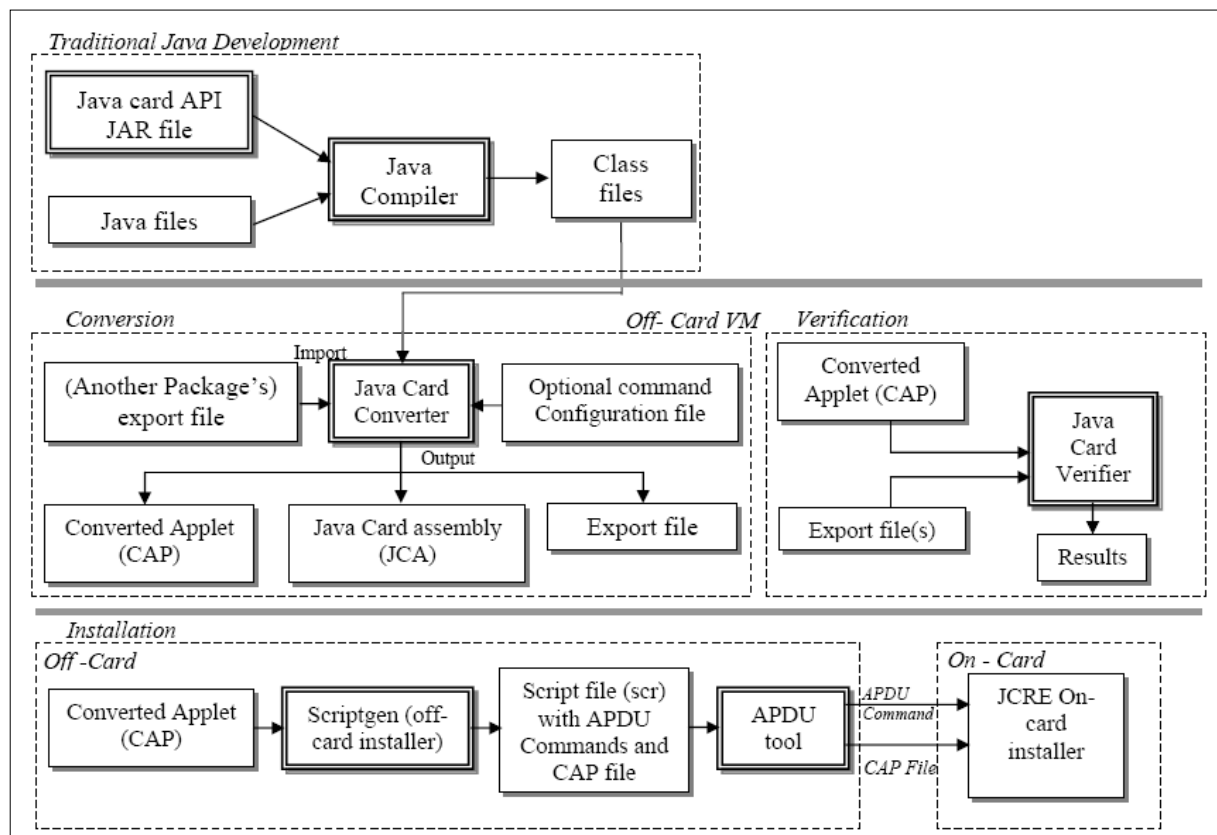 Traditional Java Development
Java card API
JAR file
Java files
Java
Compiler
Class
files
Conversion
Off- Card VM
Import
(Another Package's)
export file
Java Card
Converter
Optional command
Configuration file
Output
Converted Applet
(CAP)
Java Card assembly
(JCA)
Export file
Verification
Converted
Applet (CAP)
Export file(s)
Java
Card
Verifier
Results
Installation
Off -Card
Converted Applet
(CAP)
Scriptgen (off-
card installer)
Script file (scr)
with APDU
Commands and
CAP file
APDU
tool
APDU
Command
CAP File
On - Card
JCRE On-
card
installer